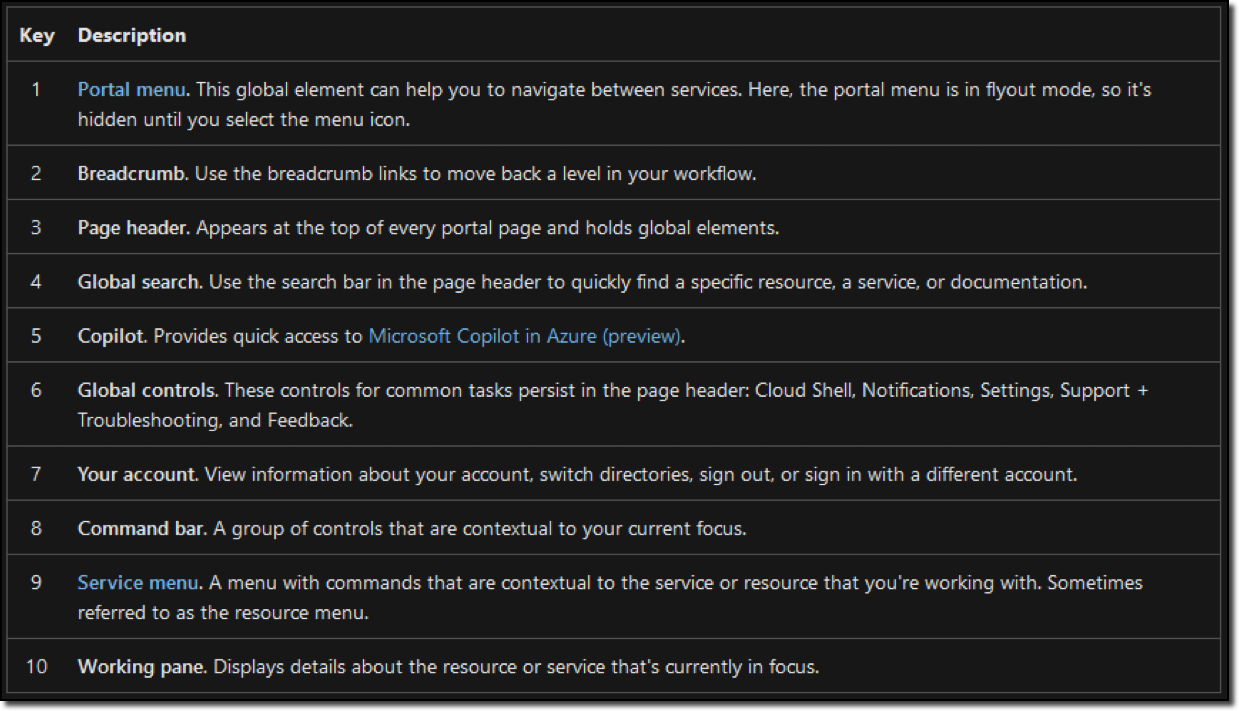 Key Description
1 Portal menu. This global element can help you to navigate between services. Here, the portal menu is in flyout mode, so it's
hidden until you select the menu icon.
2 Breadcrumb. Use the breadcrumb links to move back a level in your workflow.
3 Page header. Appears at the top of every portal page and holds global elements.
4 Global search. Use the search bar in the page header to quickly find a specific resource, a service, or documentation.
5 Copilot. Provides quick access to Microsoft Copilot in Azure (preview).
6 Global controls. These controls for common tasks persist in the page header: Cloud Shell, Notifications, Settings, Support +
Troubleshooting, and Feedback.
7 Your account. View information about your account, switch directories, sign out, or sign in with a different account.
8 Command bar. A group of controls that are contextual to your current focus.
9 Service menu. A menu with commands that are contextual to the service or resource that you're working with. Sometimes
referred to as the resource menu.
10 Working pane. Displays details about the resource or service that's currently in focus.